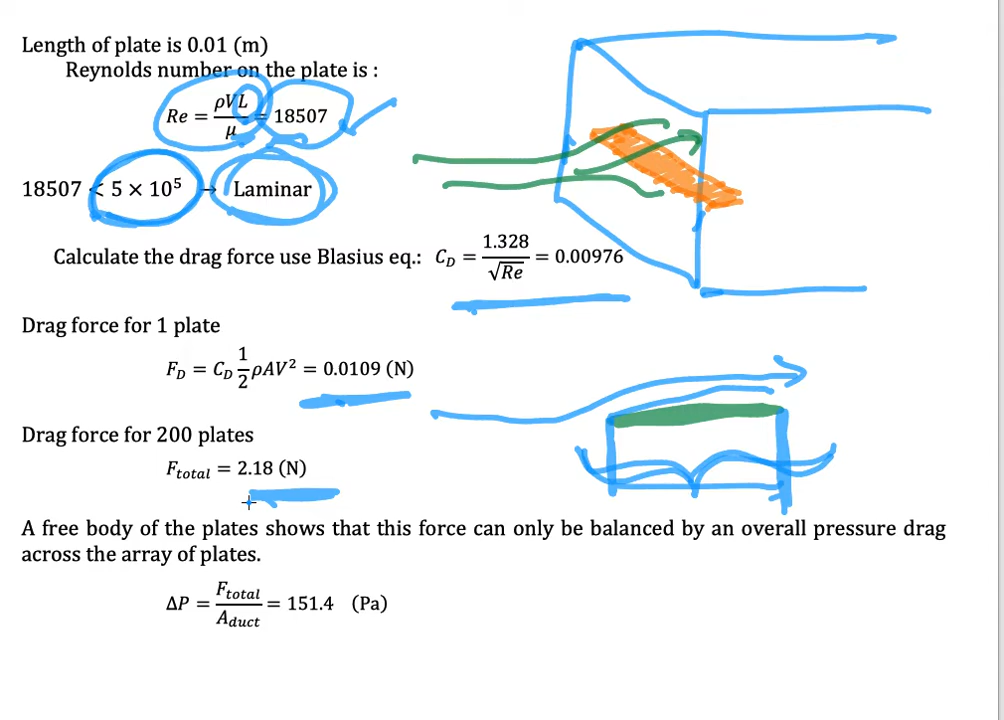 Length of plate is 0.01 (m)
Reynolds number on the plate is :
Re = ρVL / μ = 18507
18507 < 5 × 10⁵ → Laminar
Calculate the drag force use Blasius eq.: C_D = 1.328 / √Re = 0.00976
Drag force for 1 plate
F_D = C_D 1/2 ρAV² = 0.0109 (N)
Drag force for 200 plates
F_total = 2.18 (N)
A free body of the plates shows that this force can only be balanced by an overall pressure drag
across the array of plates.
ΔP = F_total / A_duct = 151.4 (Pa)